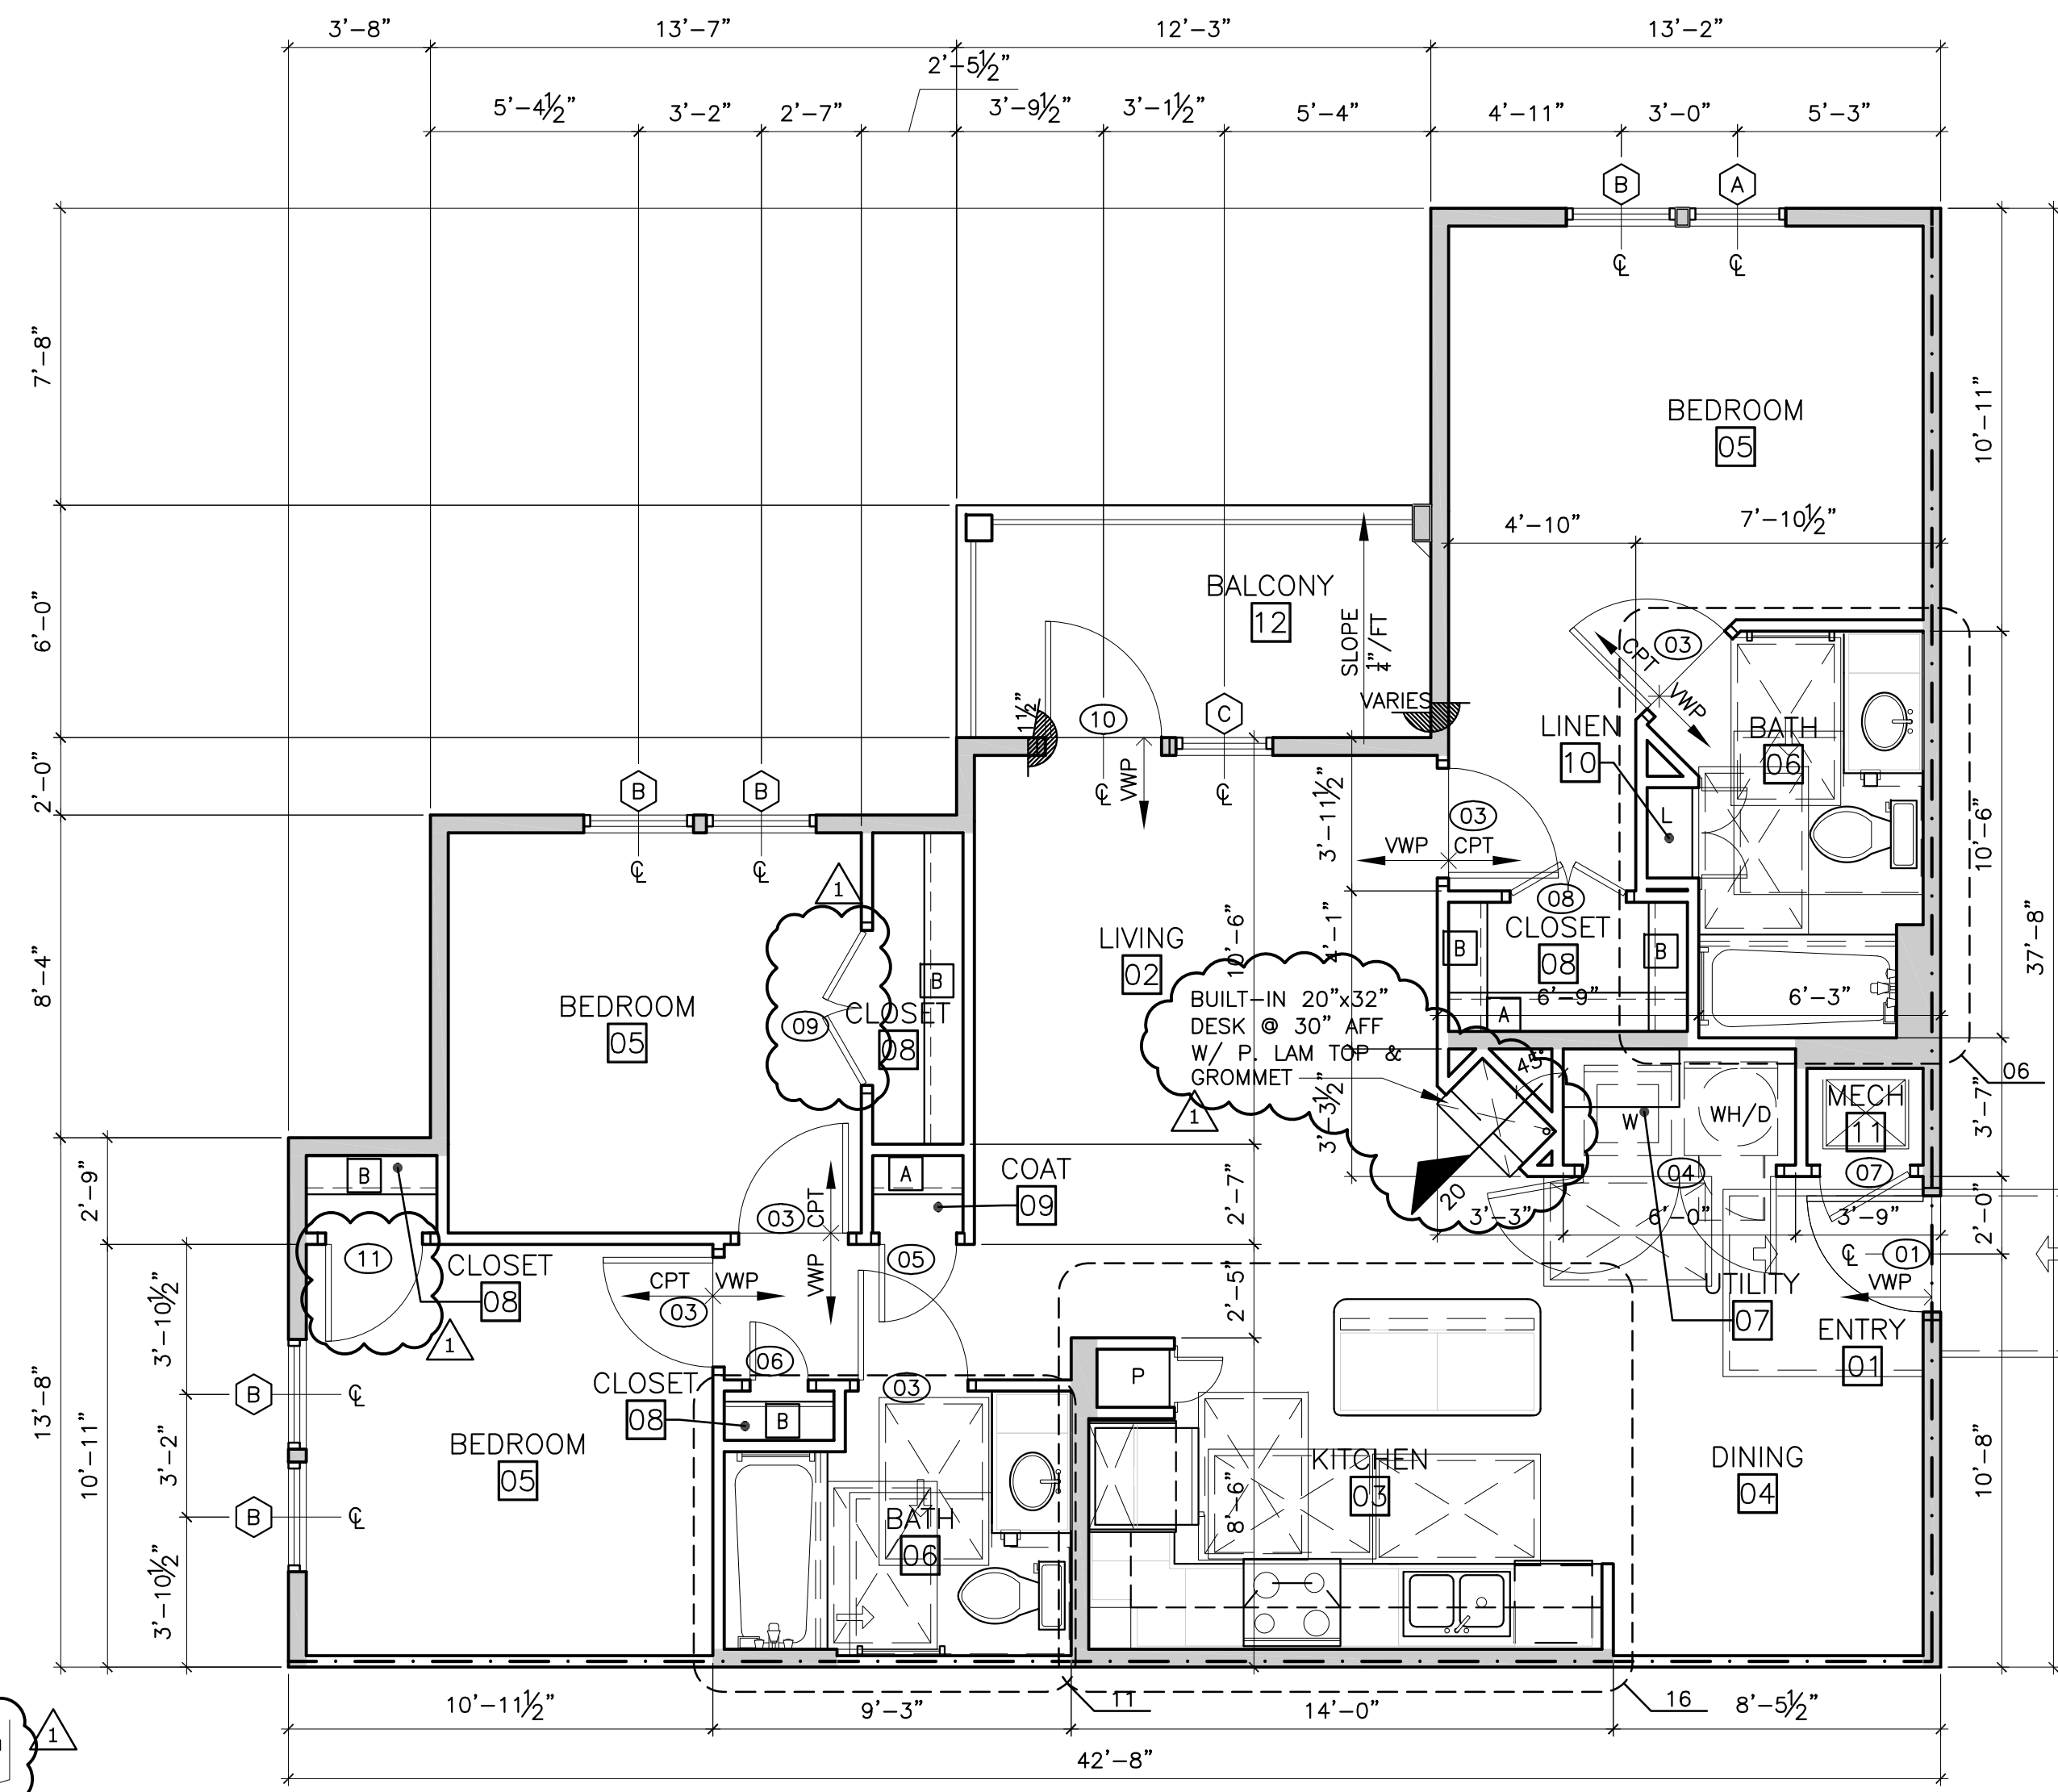 3'-8" 13'-7" 12'-3" 13'-2"
2'-5½"
5'-4½" 3'-2" 2'-7" 3'-9½" 3'-1½" 5'-4" 4'-11" 3'-0" 5'-3"
B A
℄ ℄
7'-8"
10'-11"
BEDROOM
05
4'-10" 7'-10½"
6'-0"
BALCONY
12
SLOPE
¼"/FT
CPT
03
VWP
1½"
VARIES
10
C
LINEN
10
BATH
06
2'-0"
B B
℄ ℄
VWP
℄ ℄
3'-11½"
03
VWP CPT
L
10'-6"
37'-8"
1
08
CLOSET
08
B B
A
6'-9"
6'-3"
8'-4"
LIVING
02
10'-6"
4'-1"
B
BEDROOM
05
09
CLOSET
08
BUILT-IN 20"x32"
DESK @ 30" AFF
W/ P. LAM TOP &
GROMMET
1
45°
3'-3½"
20
06
W
WH/D
MECH
11
3'-7"
2'-9"
B
A
COAT
09
2'-7"
04
07
3'-3" 6'-0" 3'-9"
2'-0"
03
CPT
VWP
11
CLOSET
08
1
05
CPT VWP
03
℄ 01
VWP
UTILITY
07
ENTRY
01
2'-5"
13'-8"
10'-11"
3'-10½"
B ℄
3'-2"
B ℄
3'-10½"
06
CLOSET
08
B
03
P
BEDROOM
05
BATH
06
8'-6"
KITCHEN
03
DINING
04
10'-8"
11
16
10'-11½" 9'-3" 14'-0" 8'-5½"
1
42'-8"